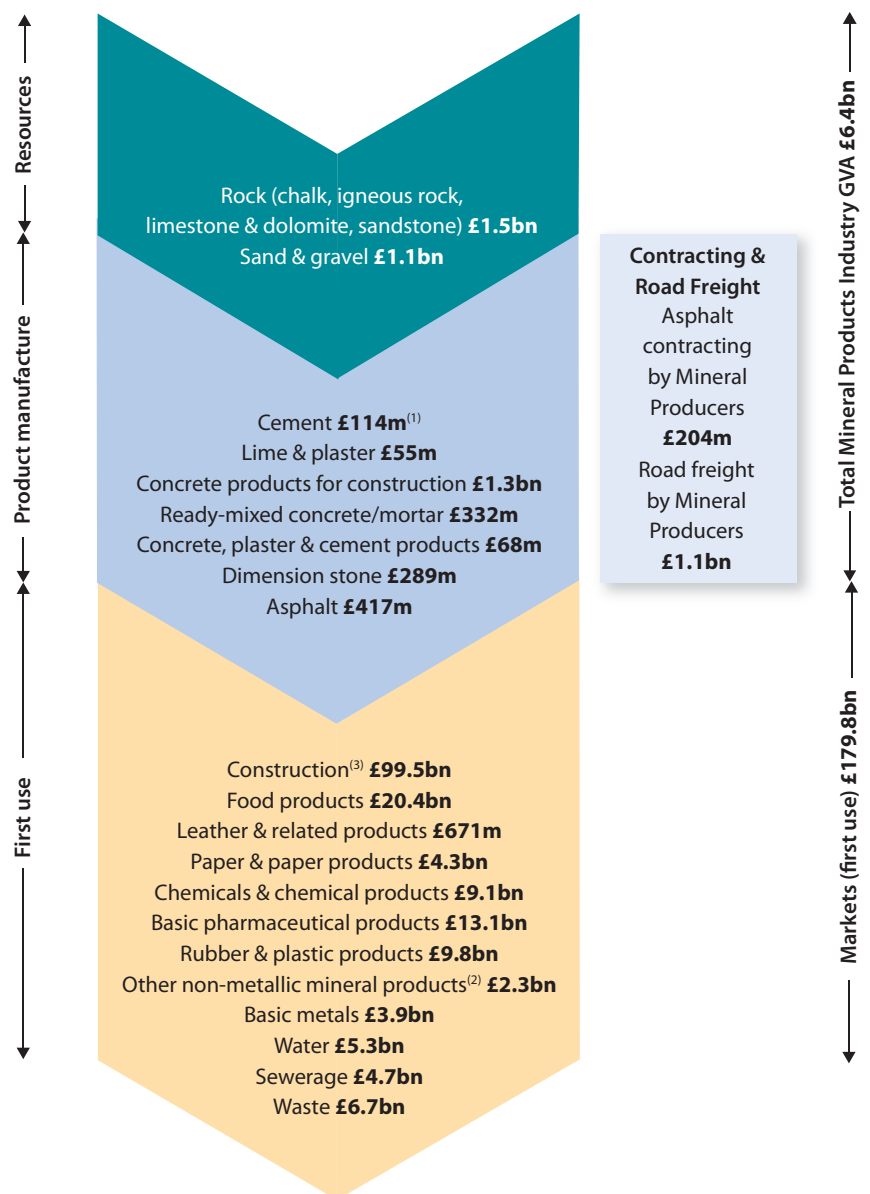 Resources
Product manufacture
First use
Rock (chalk, igneous rock,
limestone & dolomite, sandstone) £1.5bn
Sand & gravel £1.1bn
Cement £114m(1)
Lime & plaster £55m
Concrete products for construction £1.3bn
Ready-mixed concrete/mortar £332m
Concrete, plaster & cement products £68m
Dimension stone £289m
Asphalt £417m
Construction(3) £99.5bn
Food products £20.4bn
Leather & related products £671m
Paper & paper products £4.3bn
Chemicals & chemical products £9.1bn
Basic pharmaceutical products £13.1bn
Rubber & plastic products £9.8bn
Other non-metallic mineral products(2) £2.3bn
Basic metals £3.9bn
Water £5.3bn
Sewerage £4.7bn
Waste £6.7bn
Contracting &
Road Freight
Asphalt
contracting
by Mineral
Producers
£204m
Road freight
by Mineral
Producers
£1.1bn
Total Mineral Products Industry GVA £6.4bn
Markets (first use) £179.8bn